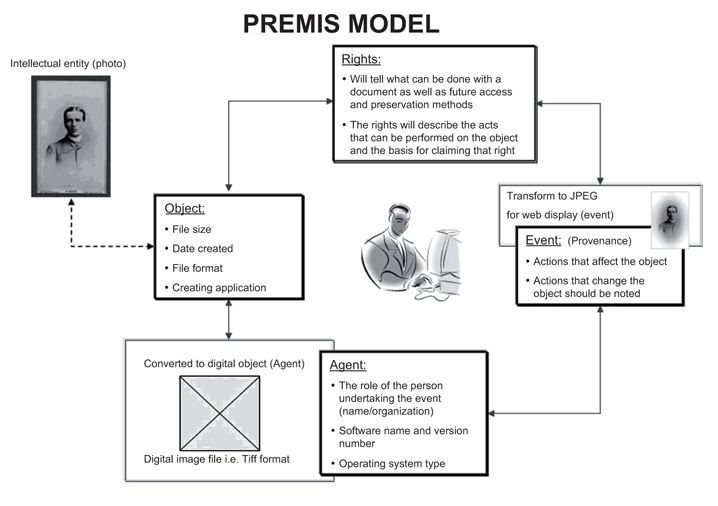 PREMIS MODEL
Intellectual entity (photo)
Rights:
• Will tell what can be done with a
document as well as future access
and preservation methods
• The rights will describe the acts
that can be performed on the object
and the basis for claiming that right
Object:
• File size
• Date created
• File format
• Creating application
Transform to JPEG
for web display (event)
Event: (Provenance)
• Actions that affect the object
• Actions that change the
object should be noted
Converted to digital object (Agent)
Digital image file i.e. Tiff format
Agent:
• The role of the person
undertaking the event
(name/organization)
• Software name and version
number
• Operating system type